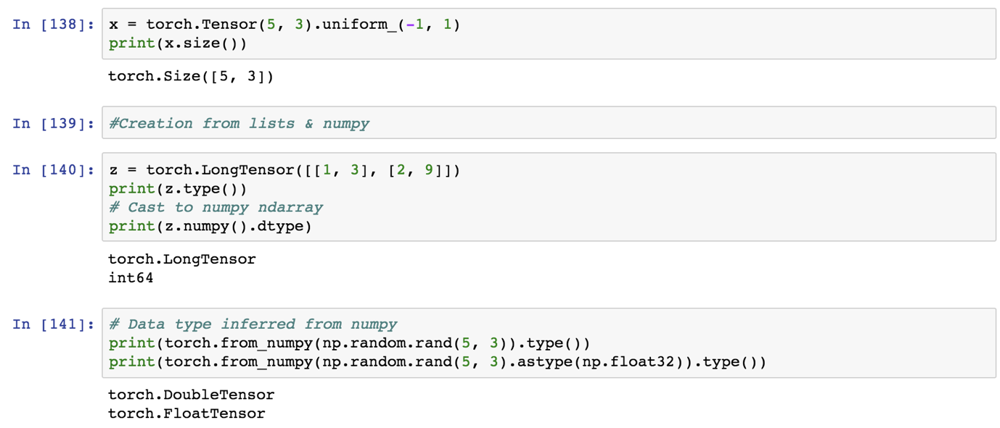 In [138]: x = torch.Tensor(5, 3).uniform_(-1, 1)
print(x.size())
torch.Size([5, 3])
In [139]: #Creation from lists & numpy
In [140]: z = torch.LongTensor([[1, 3], [2, 9]])
print(z.type())
# Cast to numpy ndarray
print(z.numpy().dtype)
torch.LongTensor
int64
In [141]: # Data type inferred from numpy
print(torch.from_numpy(np.random.rand(5, 3)).type())
print(torch.from_numpy(np.random.rand(5, 3).astype(np.float32)).type())
torch.DoubleTensor
torch.FloatTensor